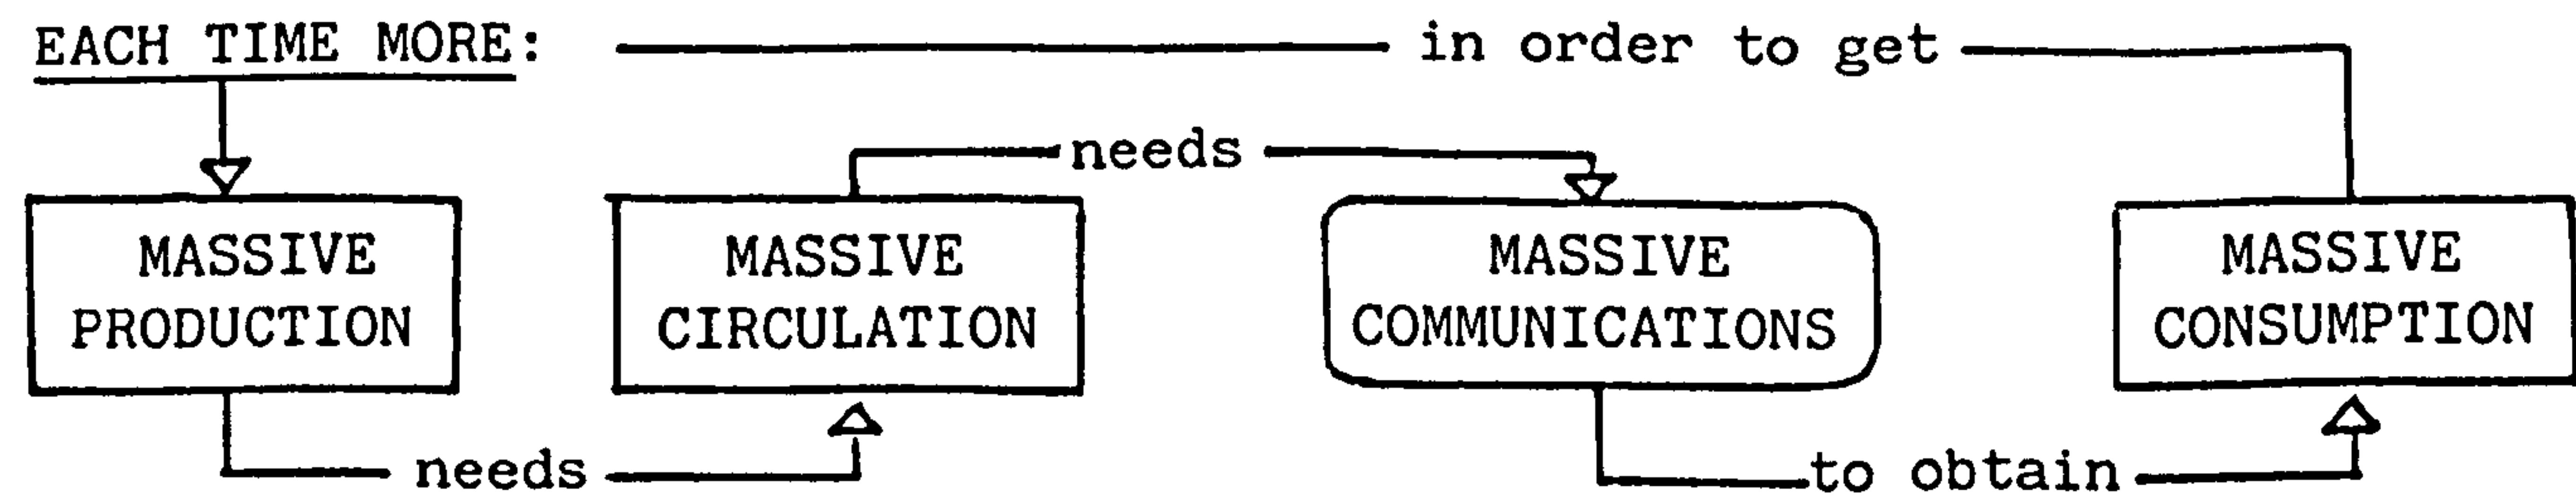 EACH TIME MORE: in order to get
needs
MASSIVE
PRODUCTION
MASSIVE
CIRCULATION
MASSIVE
COMMUNICATIONS
MASSIVE
CONSUMPTION
needs
to obtain